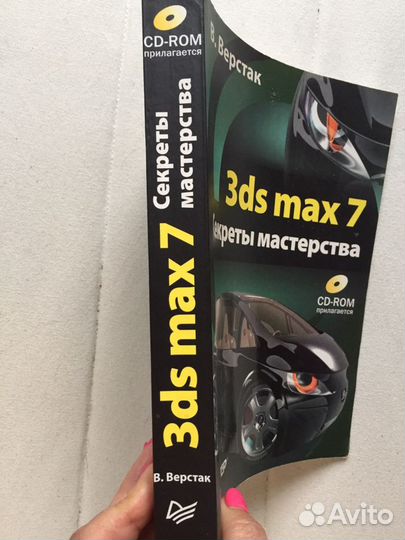 CD-ROM
прилагается
3ds max 7
Секреты
мастерства
В. Верстак
В. Верстак
3ds max 7
Секреты мастерства
CD-ROM
прилагается
Avito